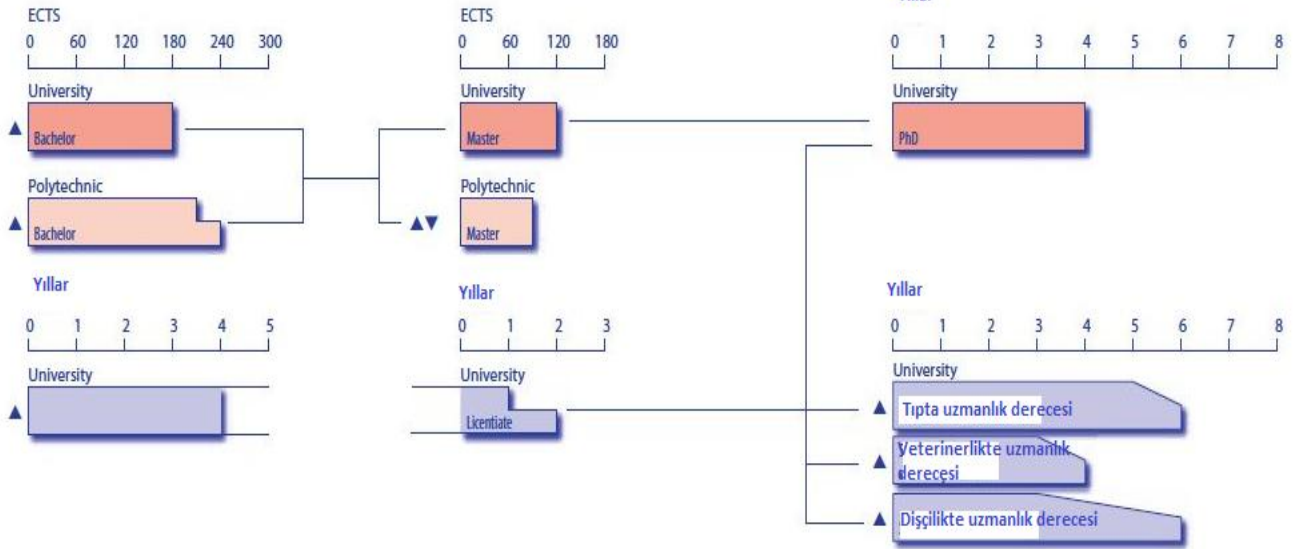 ECTS
0 60 120 180 240 300
University
Bachelor
Polytechnic
Bachelor
Yıllar
0 1 2 3 4 5
University
ECTS
0 60 120 180
University
Master
Polytechnic
Master
Yıllar
0 1 2 3
University
Licentiate
0 1 2 3 4 5 6 7 8
University
PhD
Yıllar
0 1 2 3 4 5 6 7 8
University
Tıpta uzmanlık derecesi
Veterinerlikte uzmanlık
dereçesi
Dişçilikte uzmanlık derecesi